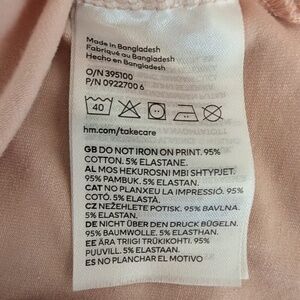 Made in Bangladesh
Fabriqué au Bangladesh
Hecho en Bangladesh
O/N 395100
P/N 0922700 6
40
hm.com/takecare
GB DO NOT IRON ON PRINT. 95%
COTTON. 5% ELASTANE.
AL MOS HEKUROSNI MBI SHTYPJET.
95% PAMBUK. 5% ELASTAN.
CAT NO PLANXEU LA IMPRESSIÓ. 95%
COTÓ. 5% ELASTÀ.
CZ NEŽEHLETE POTISK. 95% BAVLNA.
5% ELASTAN.
DE NICHT ÜBER DEN DRUCK BÜGELN.
95% BAUMWOLLE. 5% ELASTHAN.
EE ÄRA TRIIGI TRÜKIKOHTI. 95%
PUUVILL. 5% ELASTAAN.
ES NO PLANCHAR EL MOTIVO